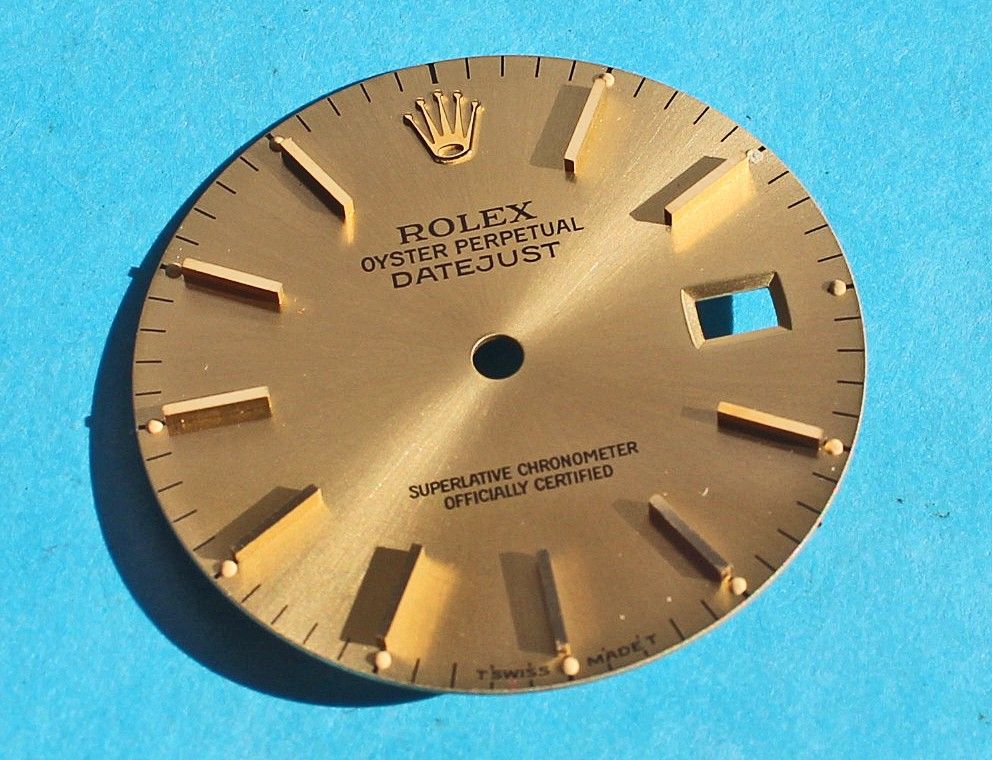 ROLEX
OYSTER PERPETUAL
DATEJUST
SUPERLATIVE CHRONOMETER
OFFICIALLY CERTIFIED
T SWISS MADE T